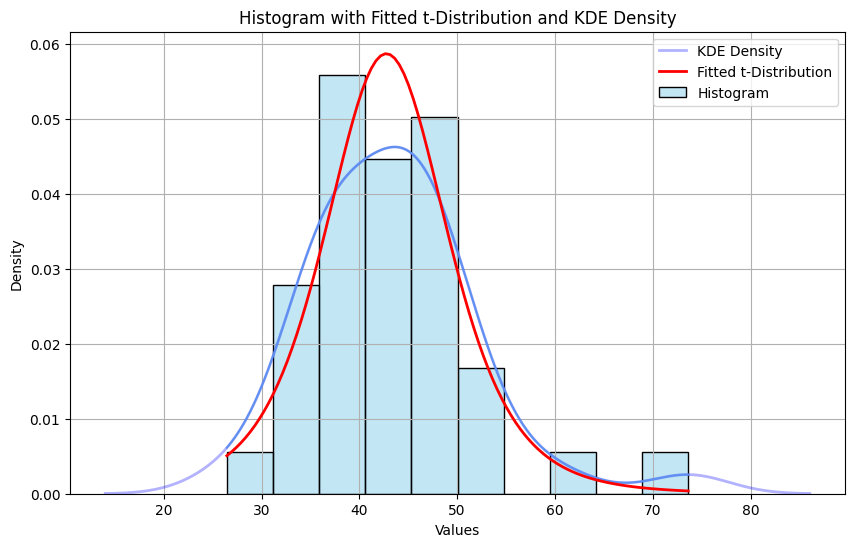 Histogram with Fitted t-Distribution and KDE Density
KDE Density
Fitted t-Distribution
Histogram
0.06
0.05
0.04
0.03
0.02
0.01
0.00
Density
20
30
40
50
60
70
80
Values